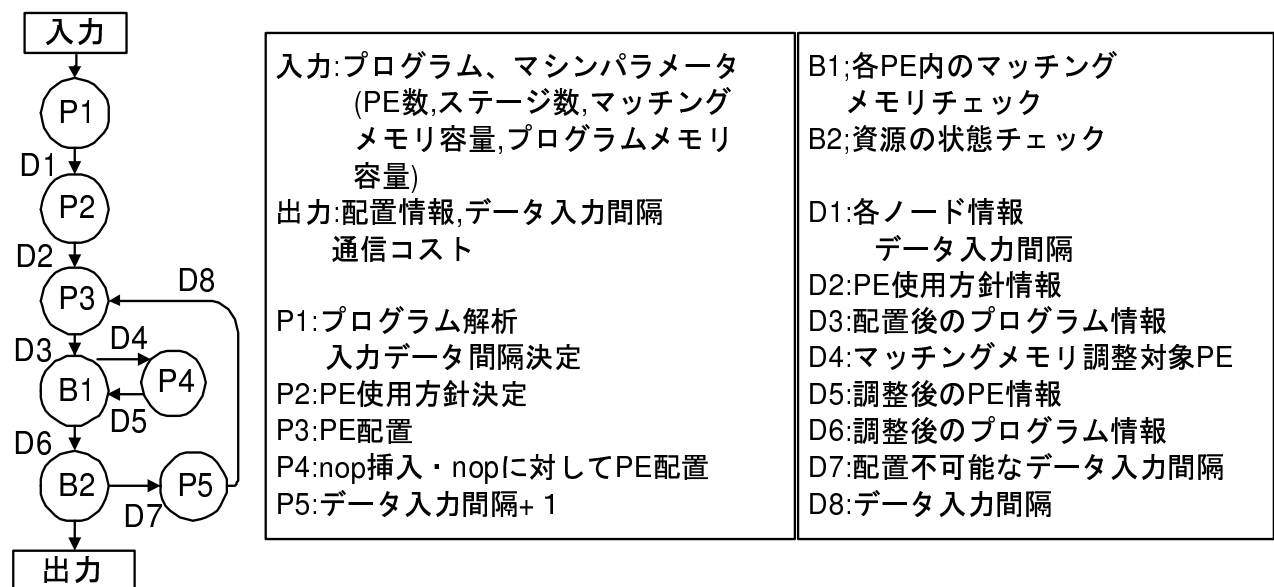 入力
P1
D1
P2
D2
D8
P3
D3
D4
B1
P4
D5
D6
B2
P5
D7
出力
入力:プログラム、マシンパラメータ
(PE数,ステージ数,マッチング
メモリ容量,プログラムメモリ
容量)
出力:配置情報,データ入力間隔
通信コスト
P1:プログラム解析
入力データ間隔決定
P2:PE使用方針決定
P3:PE配置
P4:nop挿入・nopに対してPE配置
P5:データ入力間隔+ 1
B1;各PE内のマッチング
メモリチェック
B2;資源の状態チェック
D1:各ノード情報
データ入力間隔
D2:PE使用方針情報
D3:配置後のプログラム情報
D4:マッチングメモリ調整対象PE
D5:調整後のPE情報
D6:調整後のプログラム情報
D7:配置不可能なデータ入力間隔
D8:データ入力間隔